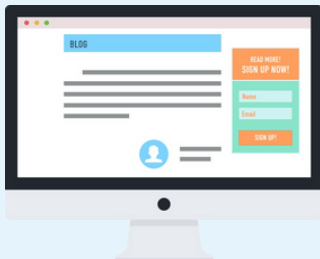 BLOG
READ MORE!
SIGN UP NOW!
Name
Email
SIGN UP!